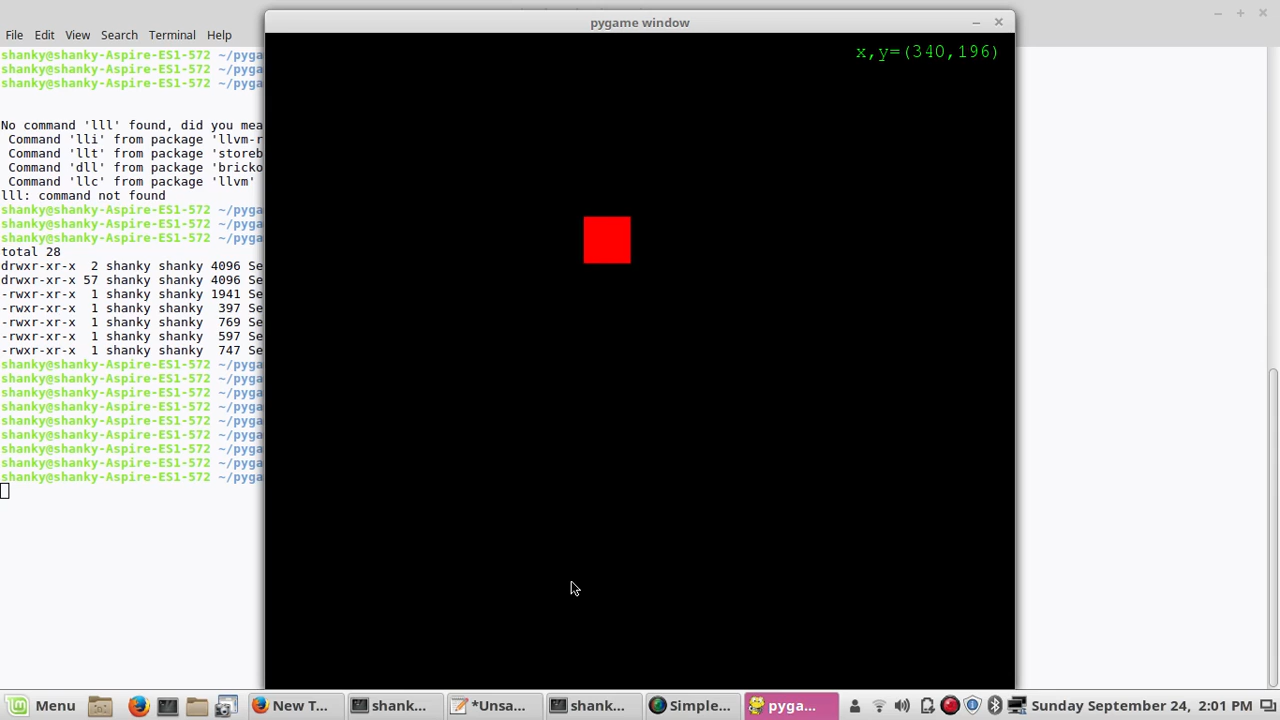 pygame window
File Edit View Search Terminal Help
x,y=(340,196)
shanky@shanky-Aspire-ES1-572 ~/pyga
shanky@shanky-Aspire-ES1-572 ~/pyga
shanky@shanky-Aspire-ES1-572 ~/pyga
No command 'lll' found, did you mea
Command 'lli' from package 'llvm-r
Command 'llt' from package 'storeb
Command 'dll' from package 'bricko
Command 'llc' from package 'llvm'
lll: command not found
shanky@shanky-Aspire-ES1-572 ~/pyga
shanky@shanky-Aspire-ES1-572 ~/pyga
shanky@shanky-Aspire-ES1-572 ~/pyga
total 28
drwxr-xr-x 2 shanky shanky 4096 Se
drwxr-xr-x 57 shanky shanky 4096 Se
-rwxr-xr-x 1 shanky shanky 1941 Se
-rwxr-xr-x 1 shanky shanky 397 Se
-rwxr-xr-x 1 shanky shanky 769 Se
-rwxr-xr-x 1 shanky shanky 597 Se
-rwxr-xr-x 1 shanky shanky 747 Se
shanky@shanky-Aspire-ES1-572 ~/pyga
shanky@shanky-Aspire-ES1-572 ~/pyga
shanky@shanky-Aspire-ES1-572 ~/pyga
shanky@shanky-Aspire-ES1-572 ~/pyga
shanky@shanky-Aspire-ES1-572 ~/pyga
shanky@shanky-Aspire-ES1-572 ~/pyga
shanky@shanky-Aspire-ES1-572 ~/pyga
shanky@shanky-Aspire-ES1-572 ~/pyga
shanky@shanky-Aspire-ES1-572 ~/pyga
Menu New T... shank... *Unsa... shank... Simple... pyga... Sunday September 24, 2:01 PM